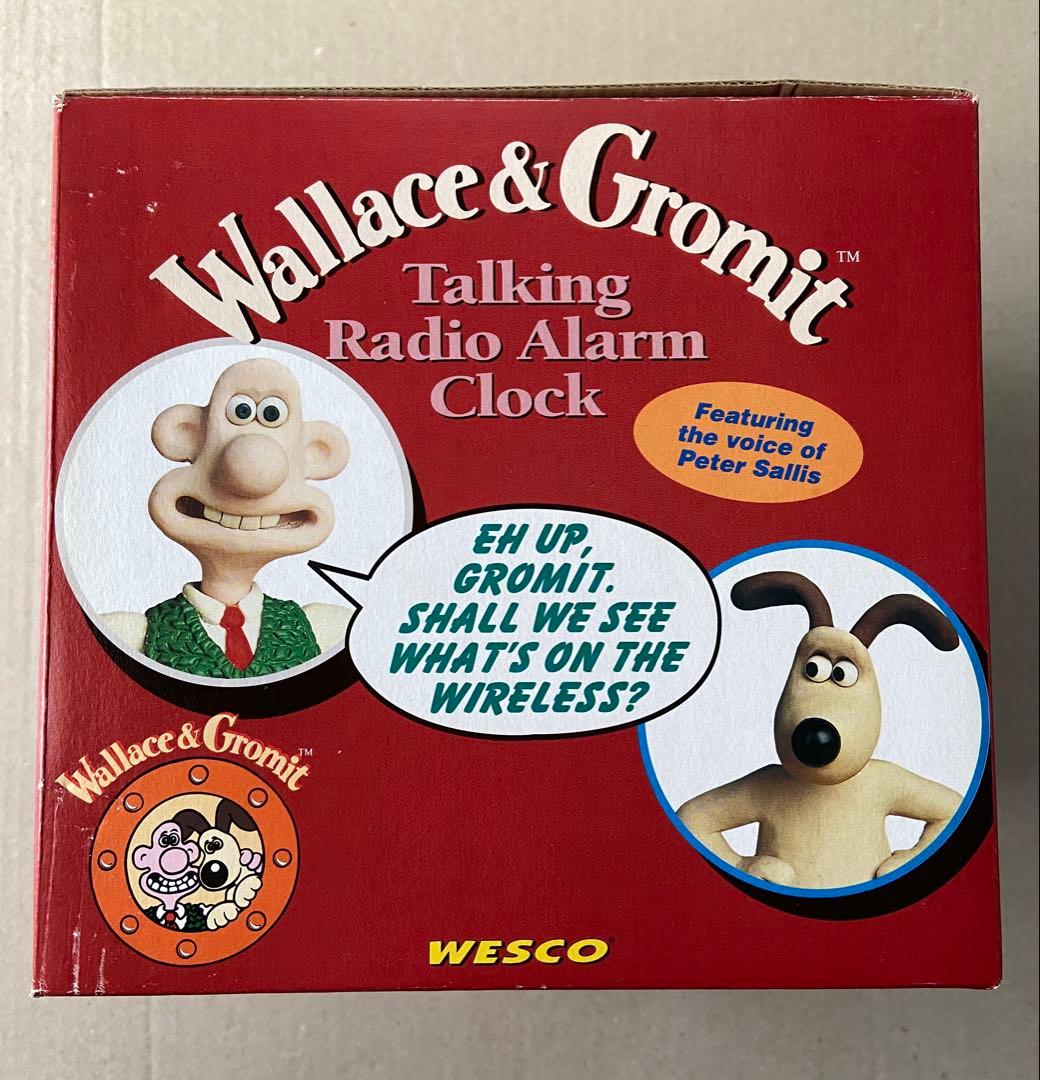 Wallace & Gromit™
Talking
Radio Alarm
Clock
Featuring
the voice of
Peter Sallis
EH UP,
GROMIT.
SHALL WE SEE
WHAT'S ON THE
WIRELESS?
Wallace & Gromit™
WESCO